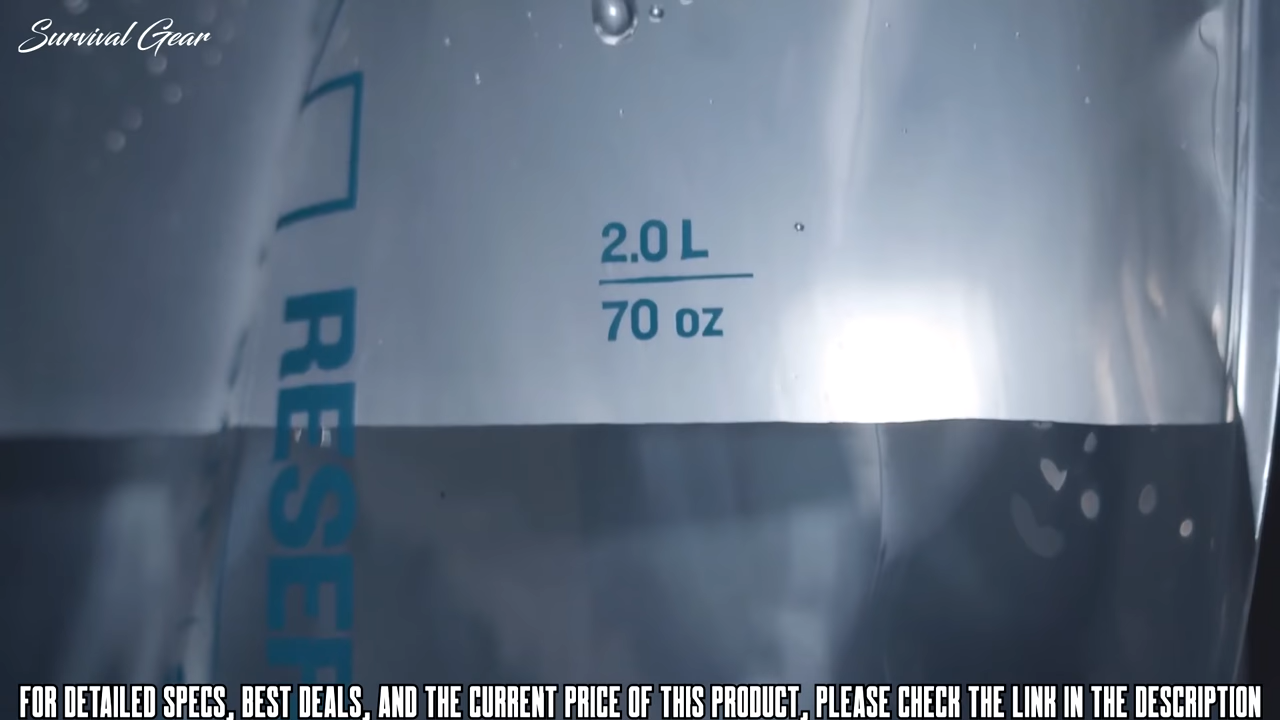 Survival Gear
2.0 L
70 oz
FOR DETAILED SPECS, BEST DEALS, AND THE CURRENT PRICE OF THIS PRODUCT, PLEASE CHECK THE LINK IN THE DESCRIPTION